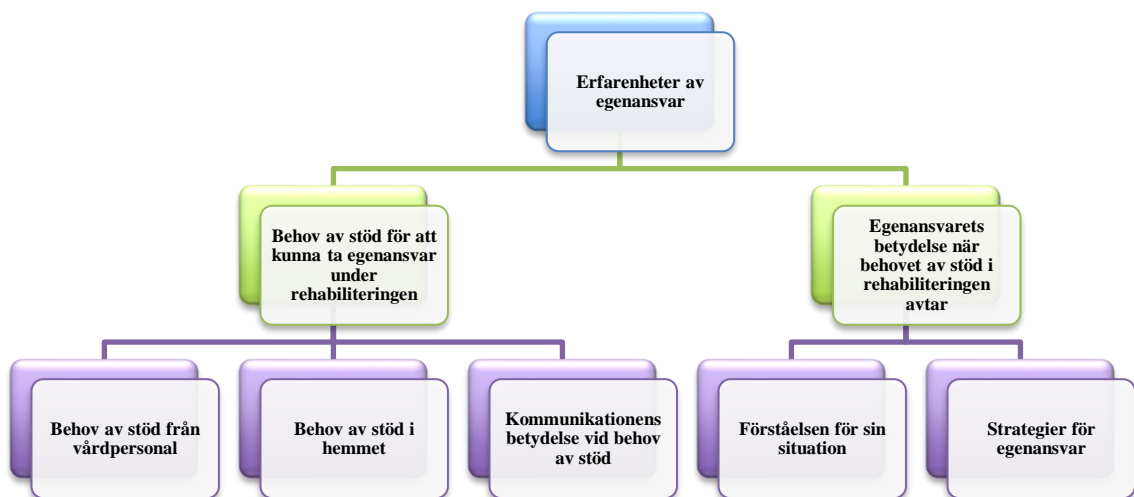 Erfarenheter av
egenansvar
Behov av stöd för att
kunna ta egenansvar
under
rehabiliteringen
Egenansvarets
betydelse när
behovet av stöd i
rehabiliteringen
avtar
Behov av stöd från
vårdpersonal
Behov av stöd i
hemmet
Kommunikationens
betydelse vid behov
av stöd
Förståelsen för sin
situation
Strategier för
egenansvar